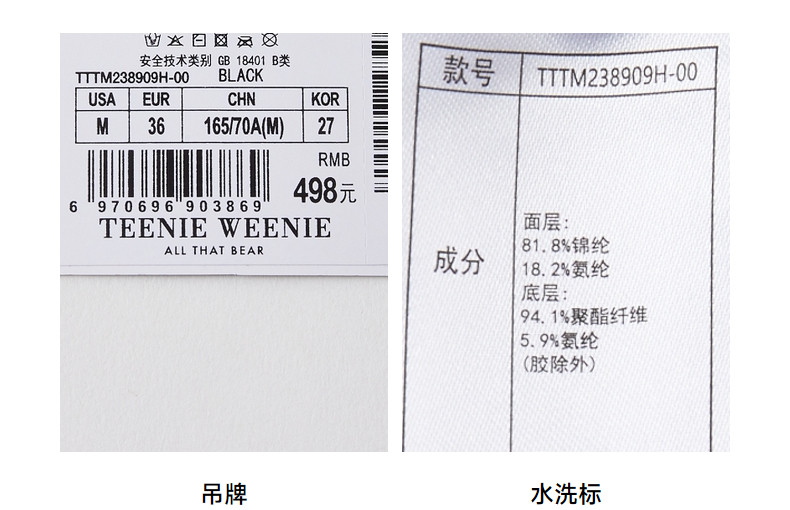 安全技术类别 GB 18401 B类
TTTM238909H-00 BLACK
USA EUR CHN KOR
M 36 165/70A(M) 27
RMB
498元
6 970696 903869
TEENIE WEENIE
ALL THAT BEAR
款号 TTTM238909H-00
成分
面层:
81.8%锦纶
18.2%氨纶
底层:
94.1%聚酯纤维
5.9%氨纶
(胶除外)
吊牌
水洗标